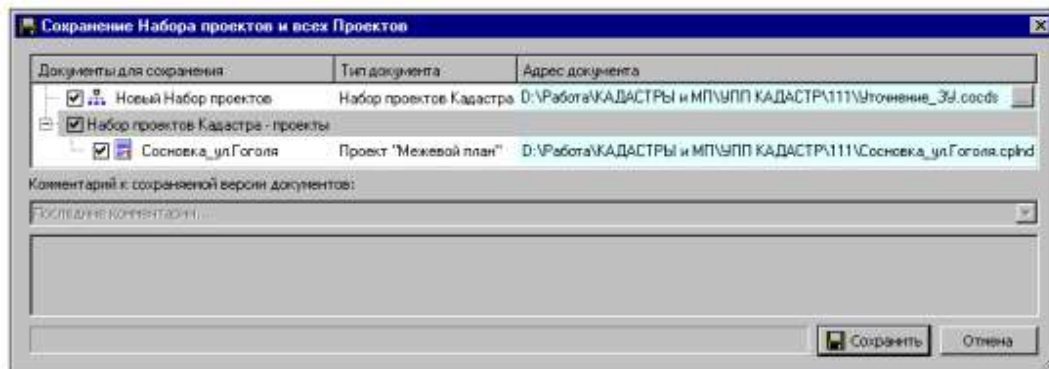 Сохранение Набора проектов и всех Проектов
Документы для сохранения Тип документа Адрес документа
Новый Набор проектов Набор проектов Кадастра D:\Работа\КАДАСТРЫ и МП\УПП КАДАСТР\111\Уточнение_ЗУ.cocds
Набор проектов Кадастра - проекты
Сосновка_ул.Гоголя Проект "Межевой план" D:\Работа\КАДАСТРЫ и МП\УПП КАДАСТР\111\Сосновка_ул.Гоголя.cplnd
Комментарий к сохраняемой версии документов:
Последние комментарии...
Сохранить Отмена